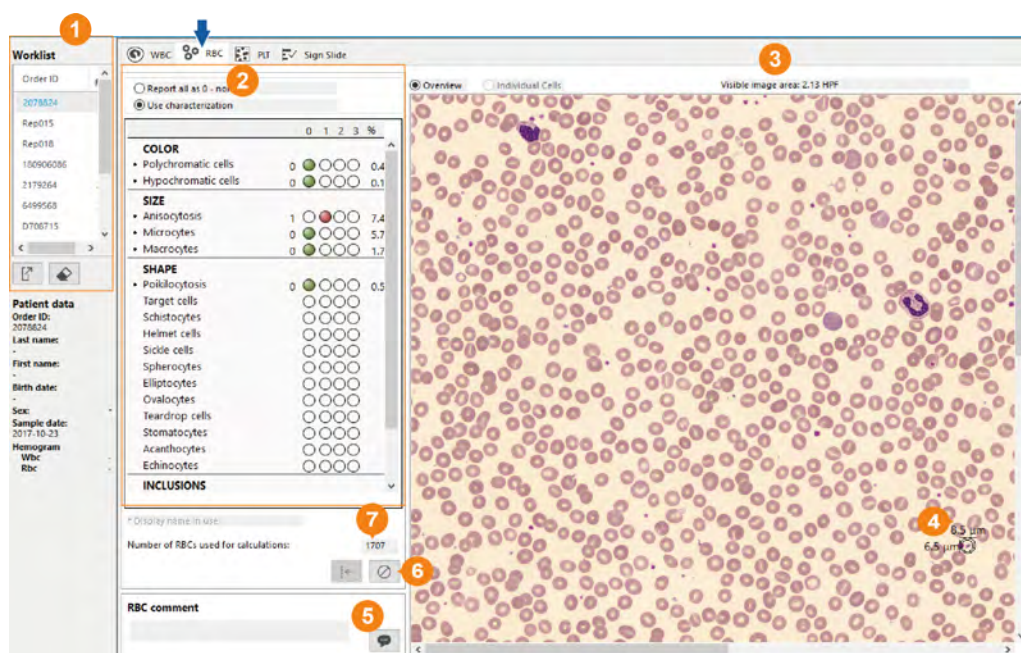 1
Worklist
Order ID
2078824
Rep015
Rep018
180906086
2179264
6499568
D706715
Patient data
Order ID:
2078824
Last name:
-
First name:
-
Birth date:
-
Sex: -
Sample date:
2017-10-23
Hemogram
Wbc -
Rbc -
WBC RBC PLT Sign Slide
2
Report all as 0 -
Use characterization
0 1 2 3 %
COLOR
• Polychromatic cells 0 0.4
• Hypochromatic cells 0 0.1
SIZE
• Anisocytosis 1 7.4
• Microcytes 0 5.7
• Macrocytes 0 1.7
SHAPE
• Poikilocytosis 0 0.5
Target cells
Schistocytes
Helmet cells
Sickle cells
Spherocytes
Elliptocytes
Ovalocytes
Teardrop cells
Stomatocytes
Acanthocytes
Echinocytes
INCLUSIONS
* Display name in use
7
Number of RBCs used for calculations: 1707
6
RBC comment
5
3
Overview Individual Cells Visible image area: 2.13 HPF
4
8.5 µm
6.5 µm